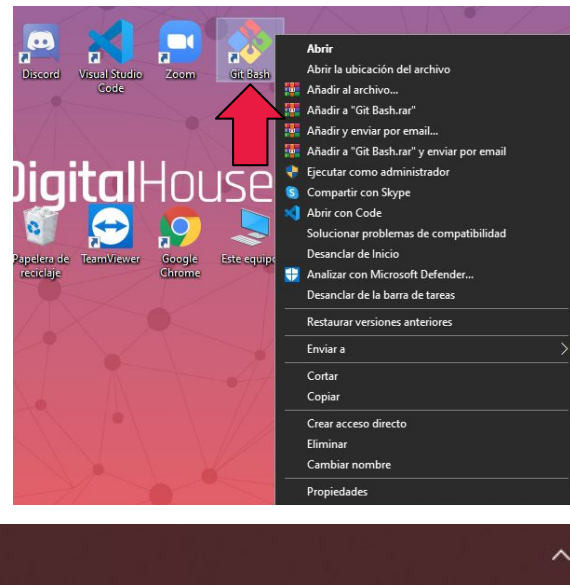 Discord
Visual Studio
Code
Zoom
Git Bash
DigitalHouse
Papelera de
reciclaje
TeamViewer
Google
Chrome
Este equipo
Abrir
Abrir la ubicación del archivo
Añadir al archivo...
Añadir a "Git Bash.rar"
Añadir y enviar por email...
Añadir a "Git Bash.rar" y enviar por email
Ejecutar como administrador
Compartir con Skype
Abrir con Code
Solucionar problemas de compatibilidad
Desanclar de Inicio
Analizar con Microsoft Defender...
Desanclar de la barra de tareas
Restaurar versiones anteriores
Enviar a
Cortar
Copiar
Crear acceso directo
Eliminar
Cambiar nombre
Propiedades